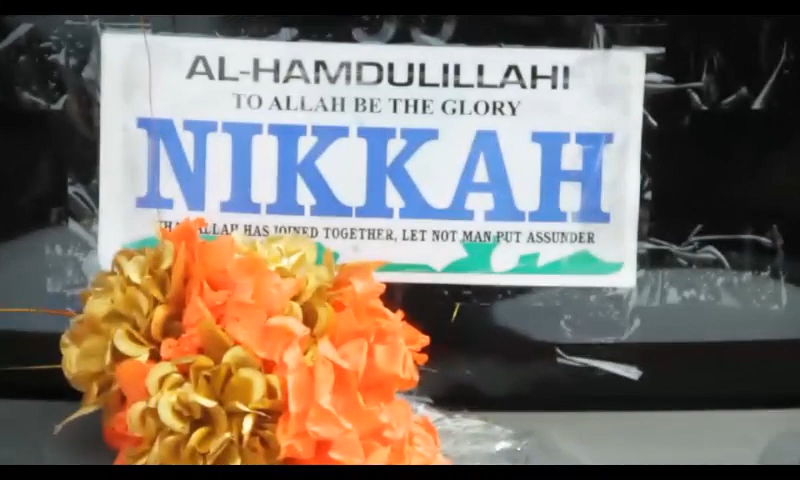 AL-HAMDULILLAHI
TO ALLAH BE THE GLORY
NIKKAH
ALLAH HAS JOINED TOGETHER, LET NOT MAN PUT ASSUNDER